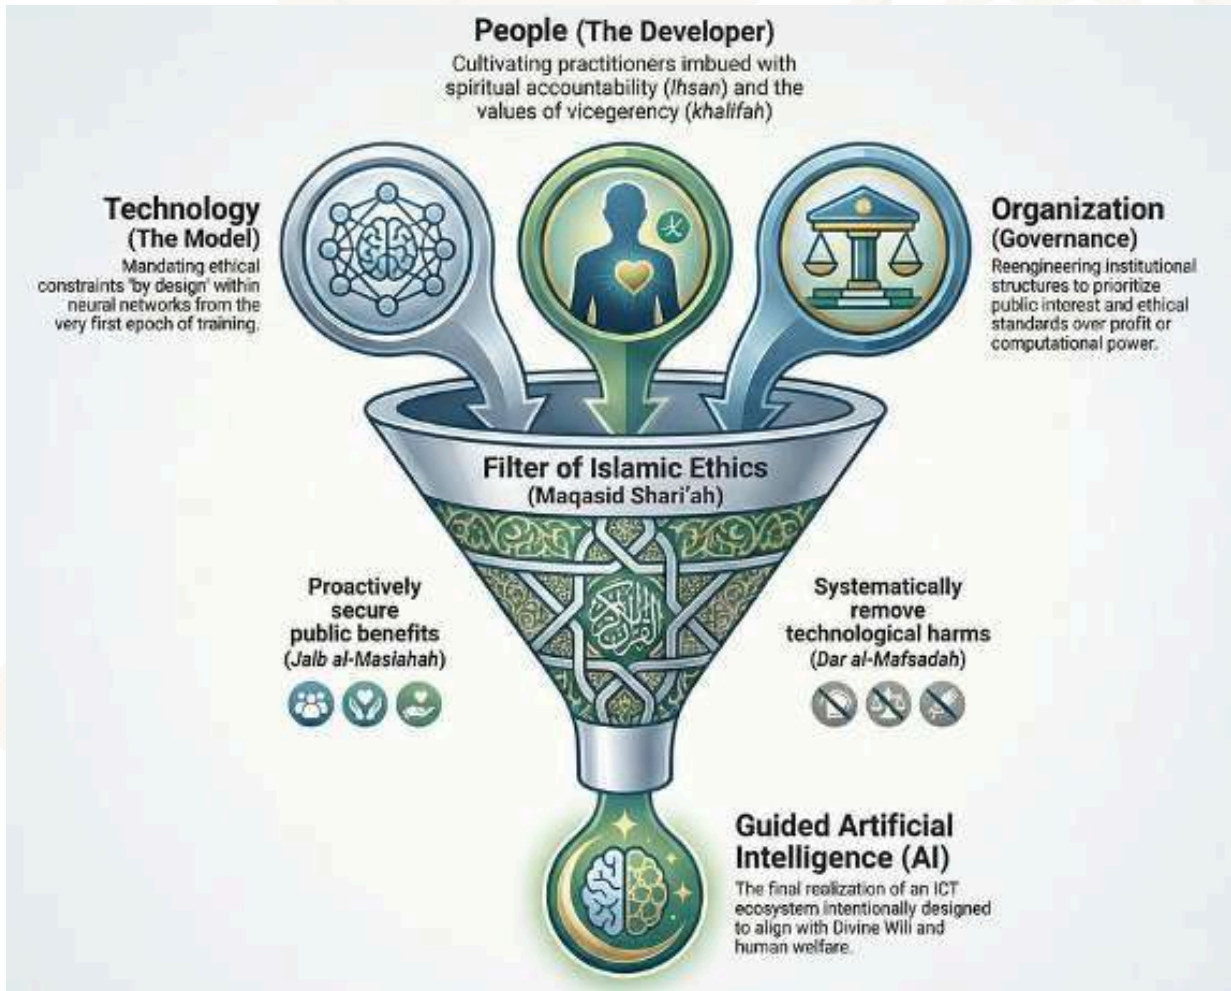 People (The Developer)
Cultivating practitioners imbued with
spiritual accountability (Ihsan) and the
values of vicegerency (khalifah)
Technology
(The Model)
Mandating ethical
constraints 'by design' within
neural networks from the
very first epoch of training.
Organization
(Governance)
Reengineering institutional
structures to prioritize
public interest and ethical
standards over profit or
computational power.
Filter of Islamic Ethics
(Maqasid Shari'ah)
Proactively
secure
public benefits
(Jalb al-Maslahah)
Systematically
remove
technological harms
(Dar al-Mafsadah)
Guided Artificial
Intelligence (AI)
The final realization of an ICT
ecosystem intentionally designed
to align with Divine Will and
human welfare.